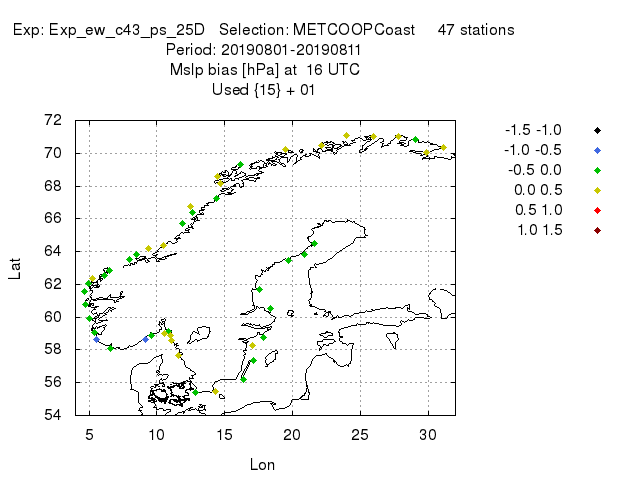 Exp: Exp_ew_c43_ps_25D   Selection: METCOOPCoast     47 stations
Period: 20190801-20190811
Mslp bias [hPa] at  16 UTC
Used {15} + 01
72
70
68
66
64
62
60
58
56
54
5 10 15 20 25 30
Lat
Lon
-1.5 -1.0
-1.0 -0.5
-0.5 0.0
0.0 0.5
0.5 1.0
1.0 1.5